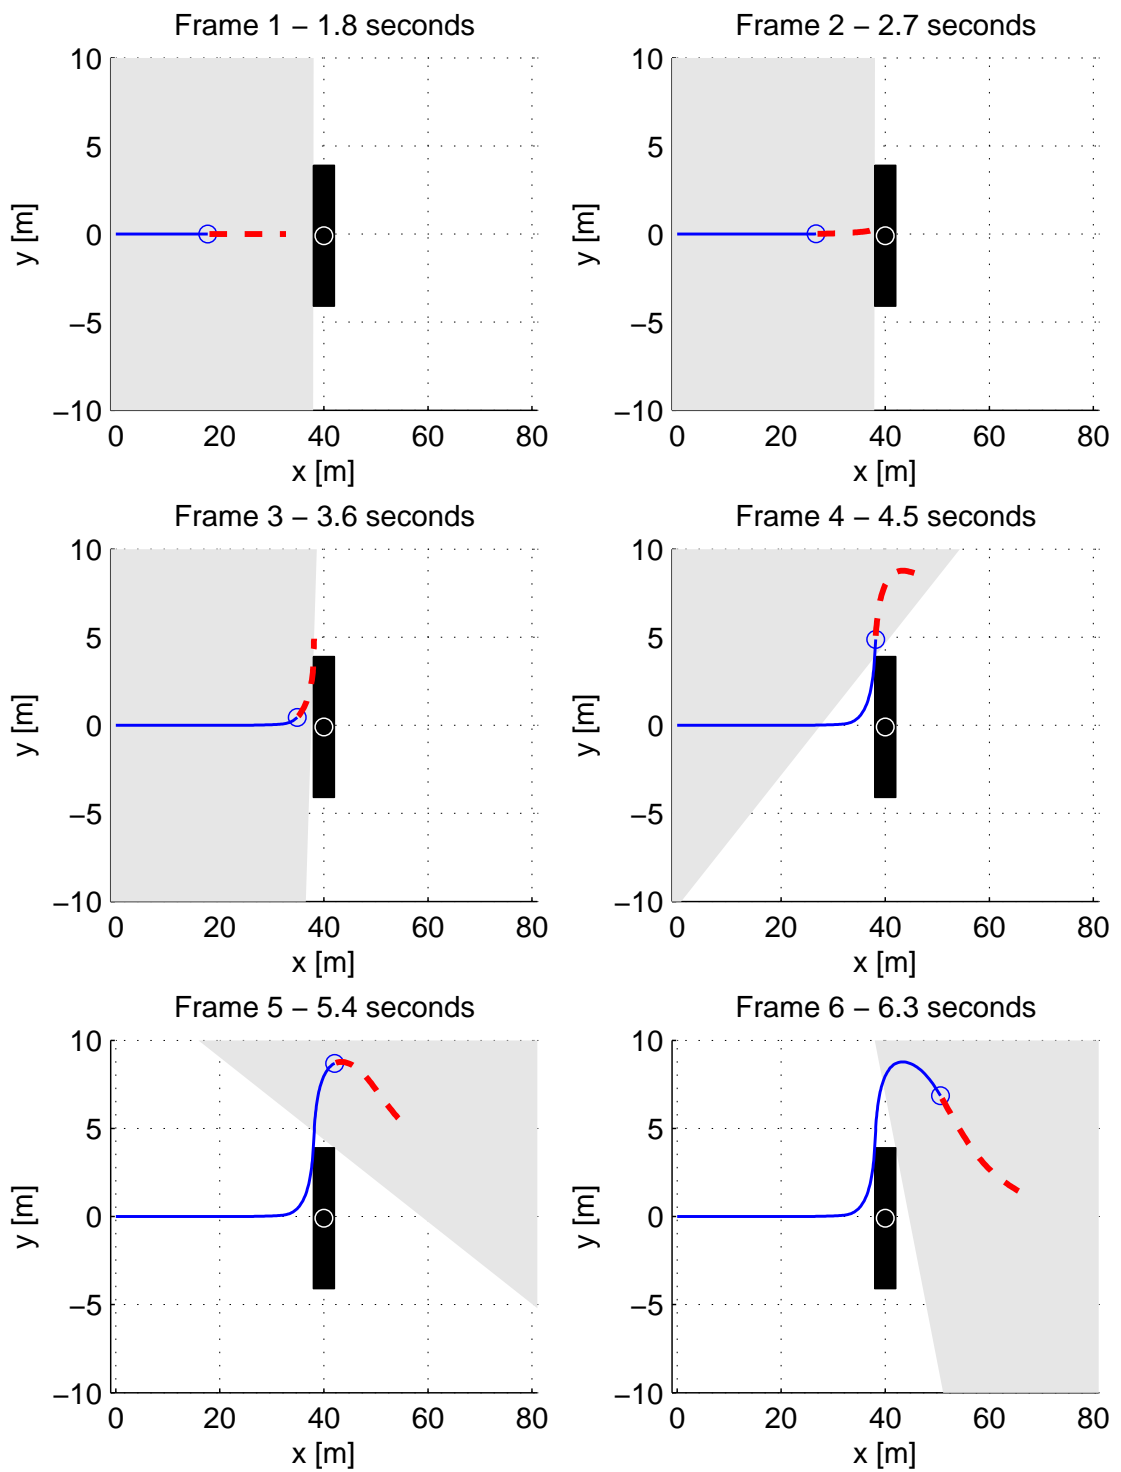 Frame 1 − 1.8 seconds
10
5
0
−5
−10
y [m]
0 20 40 60 80
x [m]
Frame 2 − 2.7 seconds
10
5
0
−5
−10
y [m]
0 20 40 60 80
x [m]
Frame 3 − 3.6 seconds
10
5
0
−5
−10
y [m]
0 20 40 60 80
x [m]
Frame 4 − 4.5 seconds
10
5
0
−5
−10
y [m]
0 20 40 60 80
x [m]
Frame 5 − 5.4 seconds
10
5
0
−5
−10
y [m]
0 20 40 60 80
x [m]
Frame 6 − 6.3 seconds
10
5
0
−5
−10
y [m]
0 20 40 60 80
x [m]